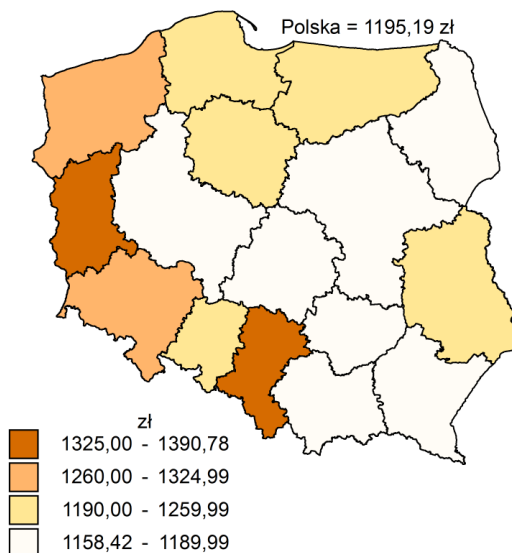 Polska = 1195,19 zł
zł
1325,00 - 1390,78
1260,00 - 1324,99
1190,00 - 1259,99
1158,42 - 1189,99